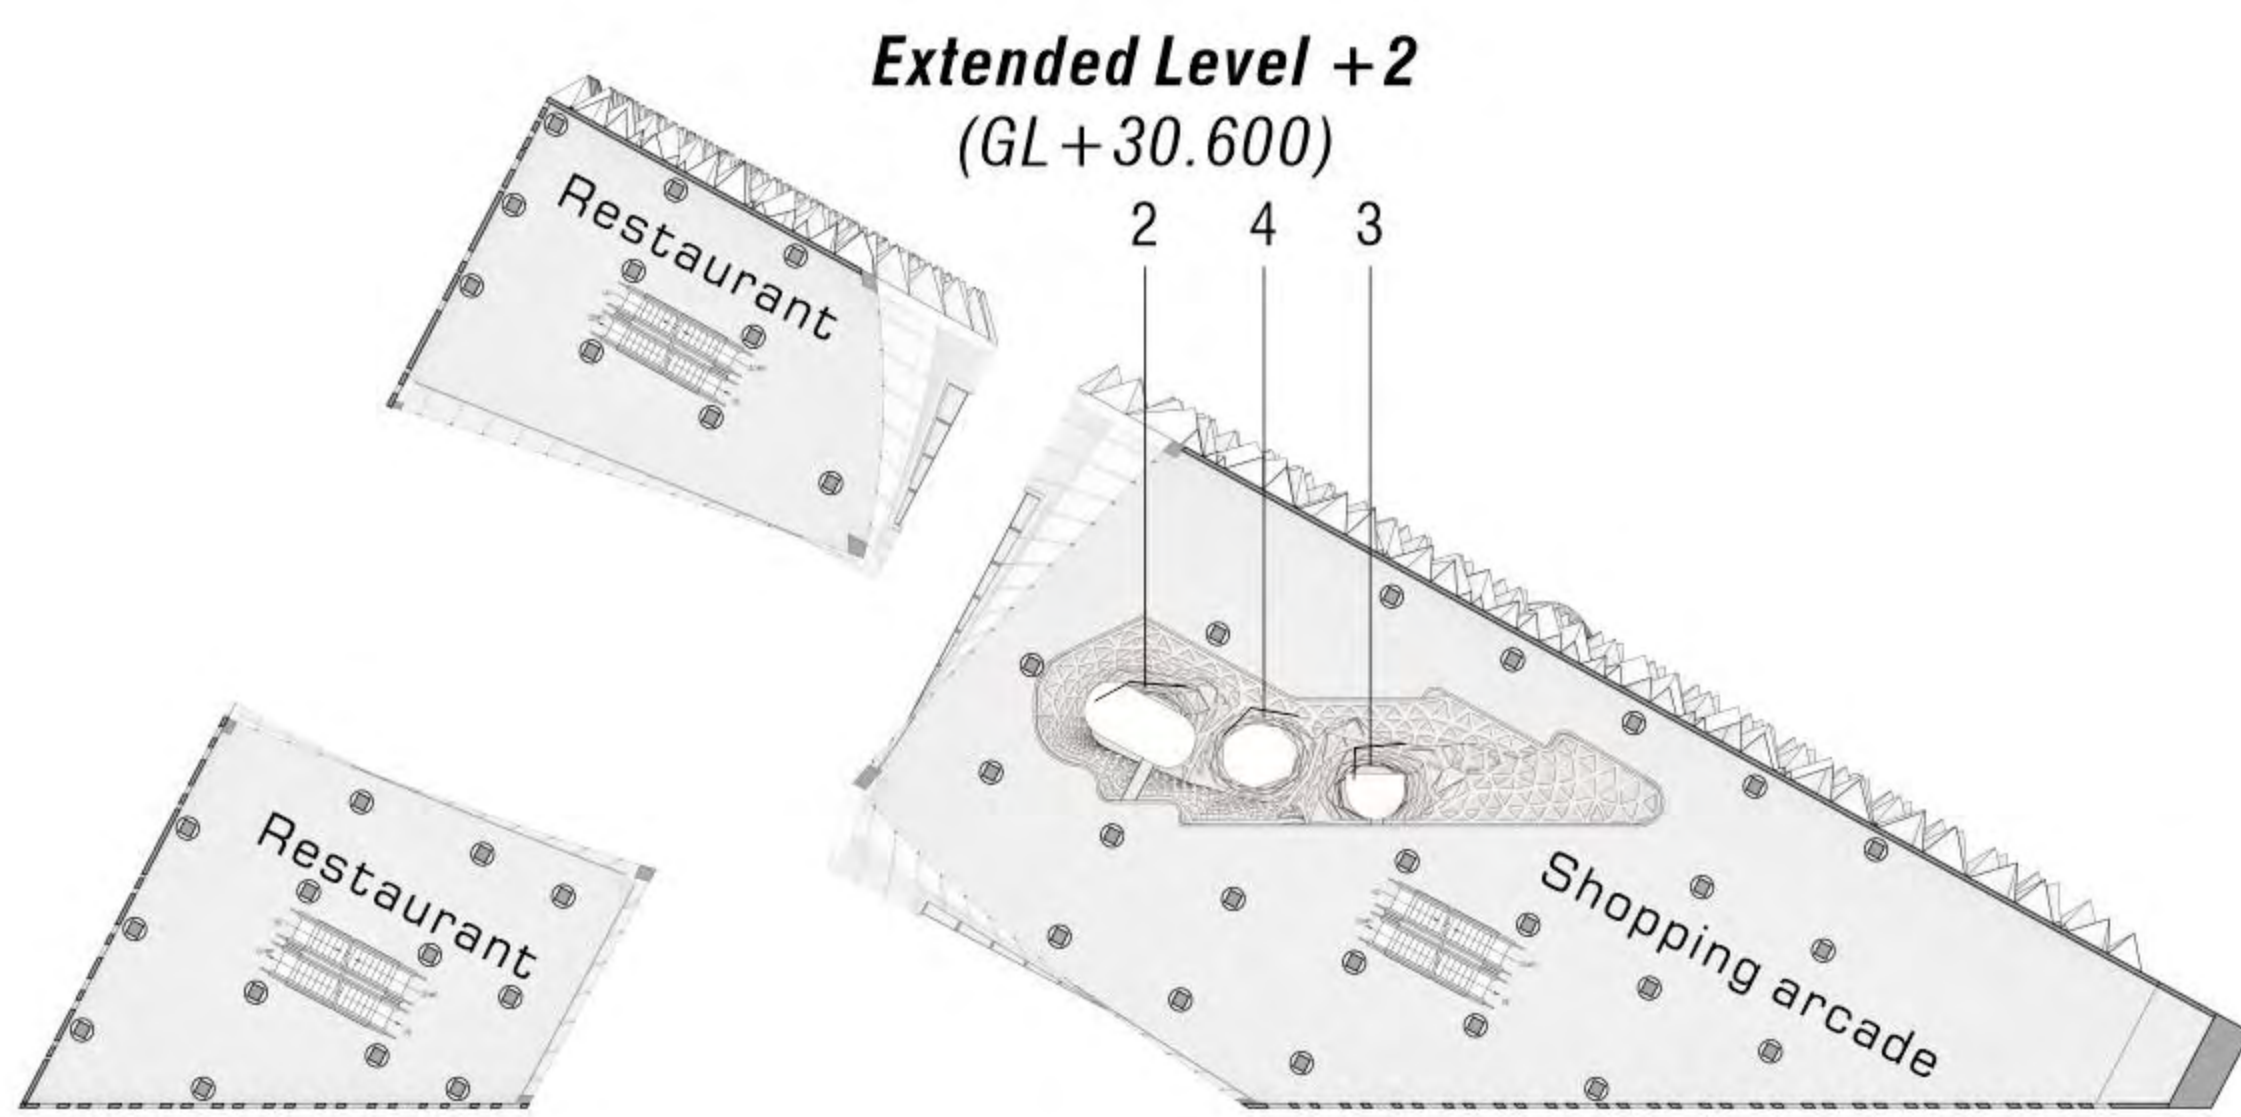 Extended Level +2
(GL+30.600)
2 4 3
Restaurant
Restaurant
Shopping arcade